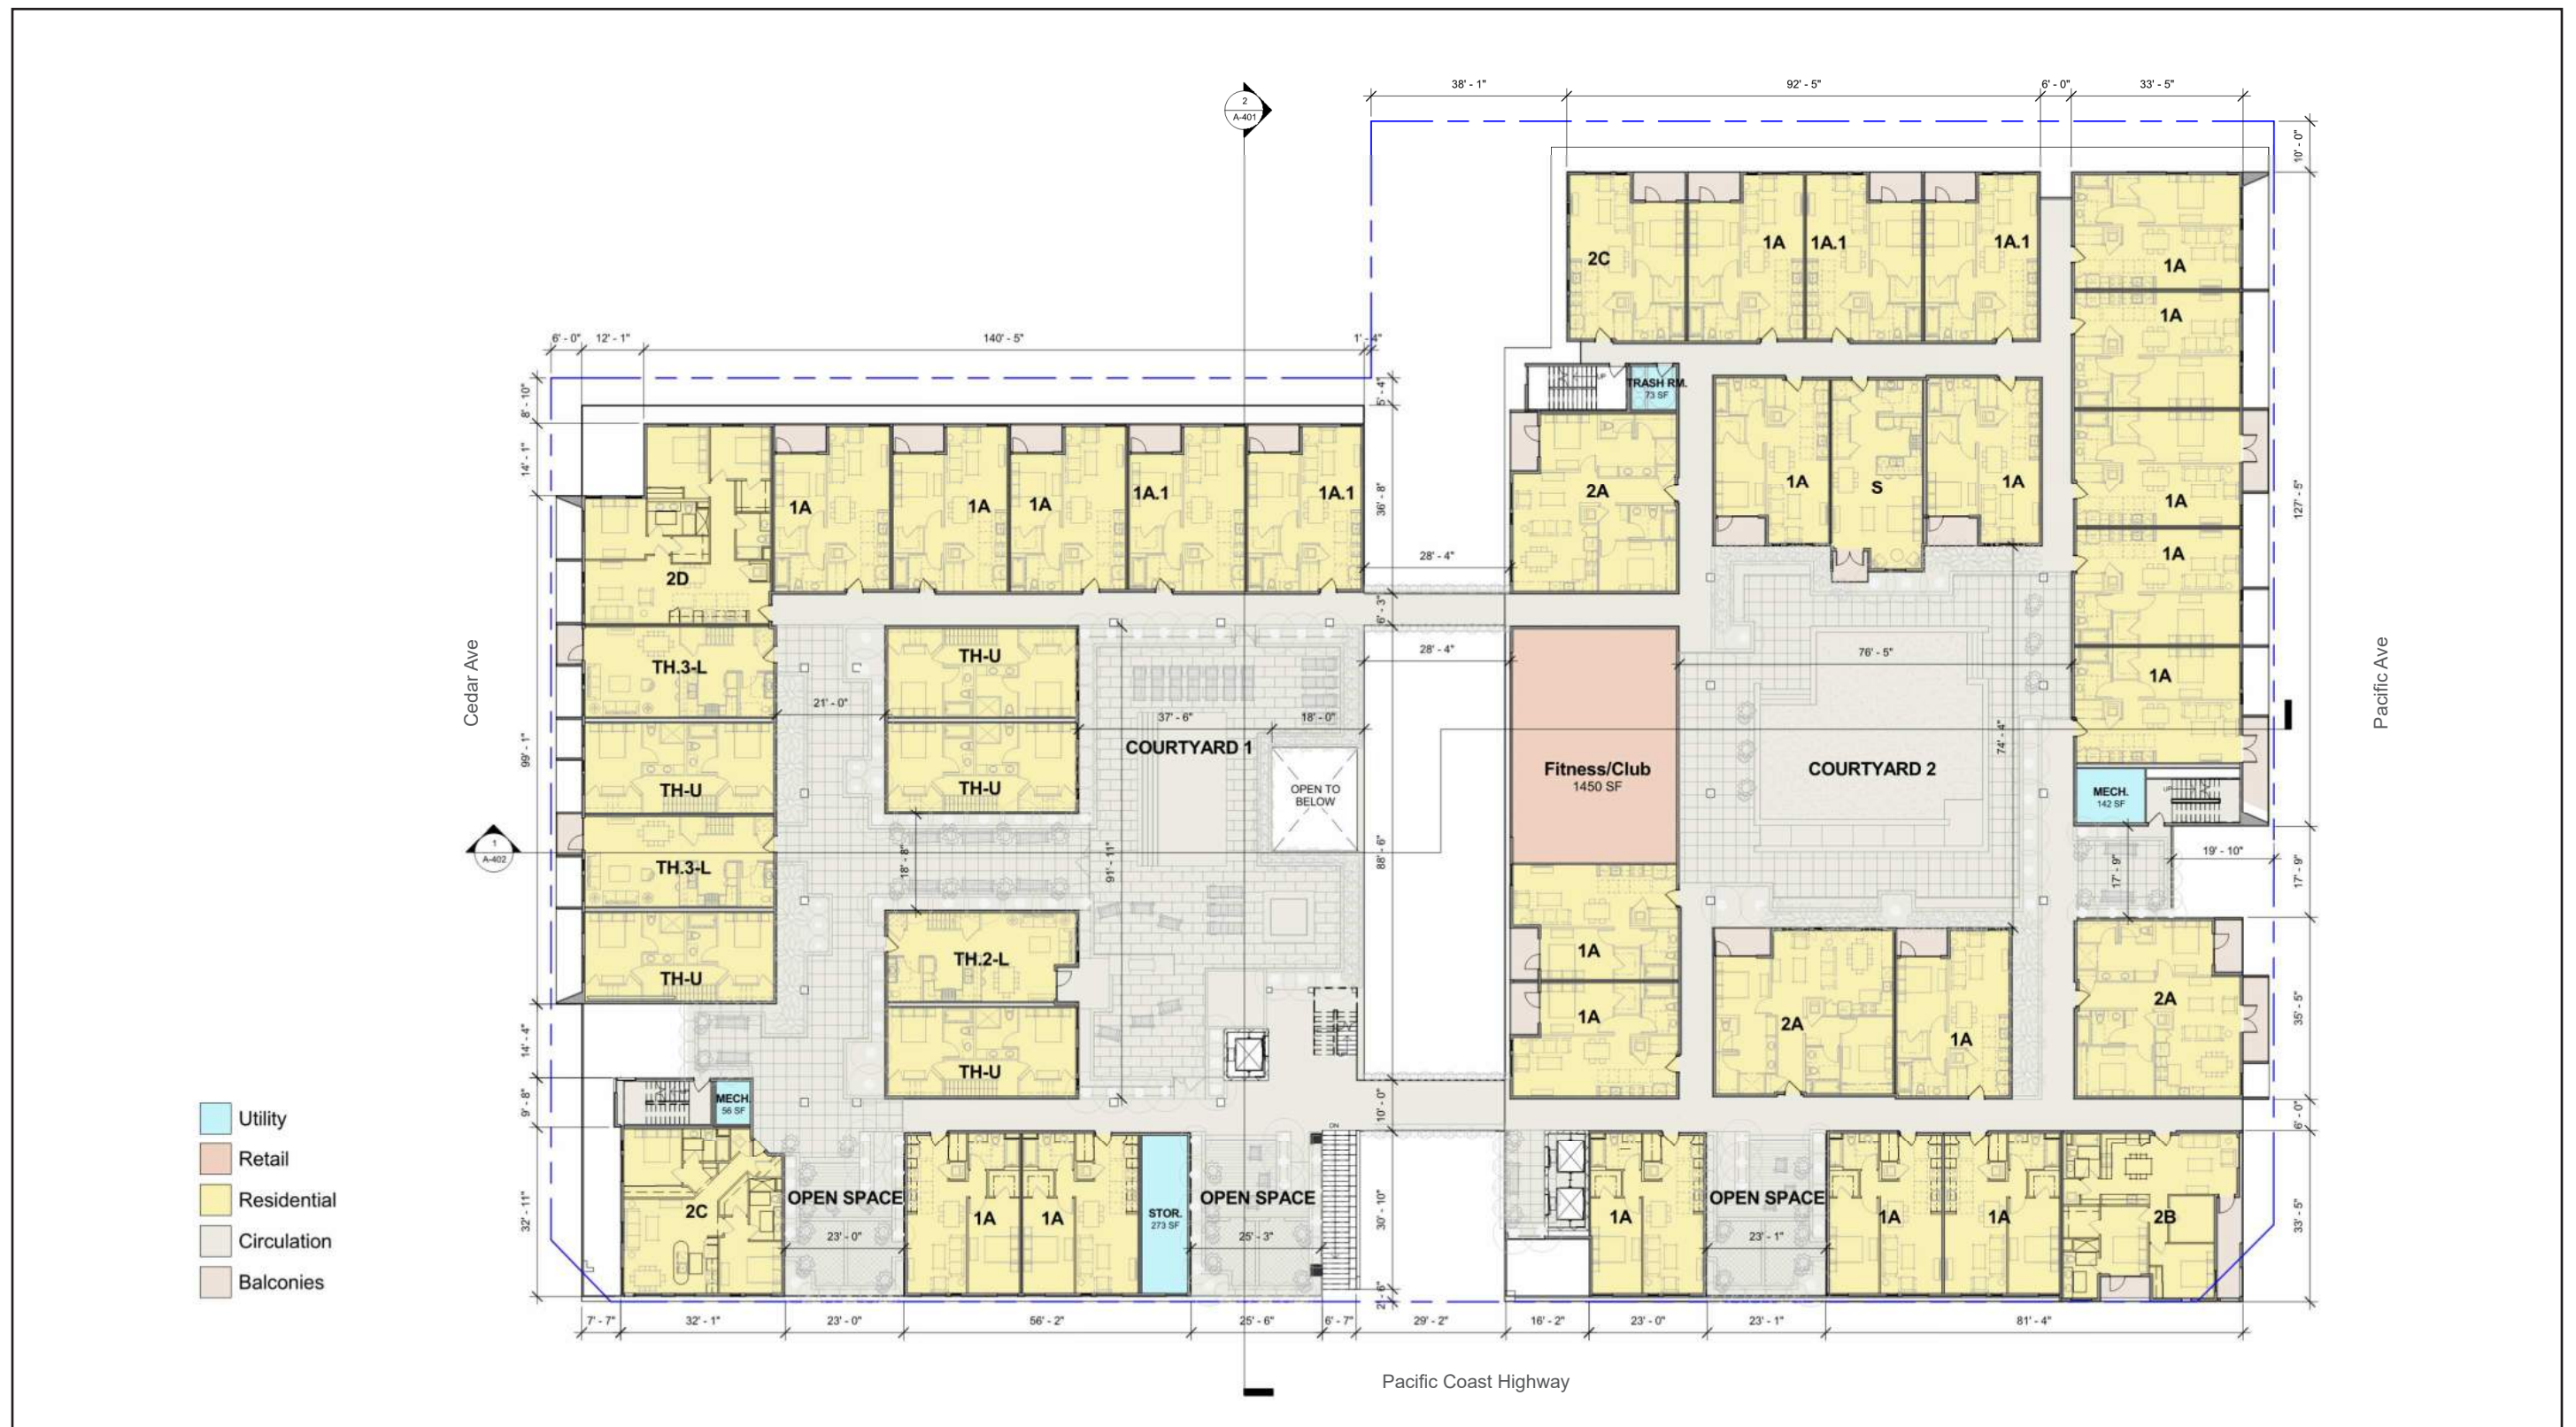 38' - 1"
92' - 5"
6' - 0"
33' - 5"
2
A-401
10' - 0"
2C
1A
1A.1
1A.1
1A
1A
6' - 0"
12' - 1"
140' - 5"
1' - 4"
8' - 10"
5' - 4"
UP
TRASH RM.
73 SF
14' - 1"
1A
1A
1A
1A.1
1A.1
36' - 8"
2A
1A
S
1A
1A
127' - 5"
28' - 4"
1A
2D
6' - 3"
Cedar Ave
TH.3-L
TH-U
28' - 4"
76' - 5"
1A
Pacific Ave
21' - 0"
37' - 6"
18' - 0"
99' - 1"
COURTYARD 1
74' - 4"
TH-U
TH-U
OPEN TO
BELOW
Fitness/Club
1450 SF
COURTYARD 2
MECH.
142 SF
UP
1
A-402
TH.3-L
18' - 8"
91' - 11"
88' - 6"
17' - 9"
19' - 10"
17' - 9"
TH-U
TH.2-L
1A
1A
2A
1A
2A
35' - 5"
14' - 4"
TH-U
9' - 8"
MECH.
56 SF
10' - 0"
6' - 0"
DN
Utility
Retail
Residential
Circulation
Balconies
32' - 11"
2C
OPEN SPACE
23' - 0"
1A
1A
STOR.
273 SF
OPEN SPACE
25' - 3"
30' - 10"
1A
OPEN SPACE
23' - 1"
1A
1A
2B
33' - 5"
2' - 6"
7' - 7"
32' - 1"
23' - 0"
56' - 2"
25' - 6"
6' - 7"
29' - 2"
16' - 2"
23' - 0"
23' - 1"
81' - 4"
Pacific Coast Highway